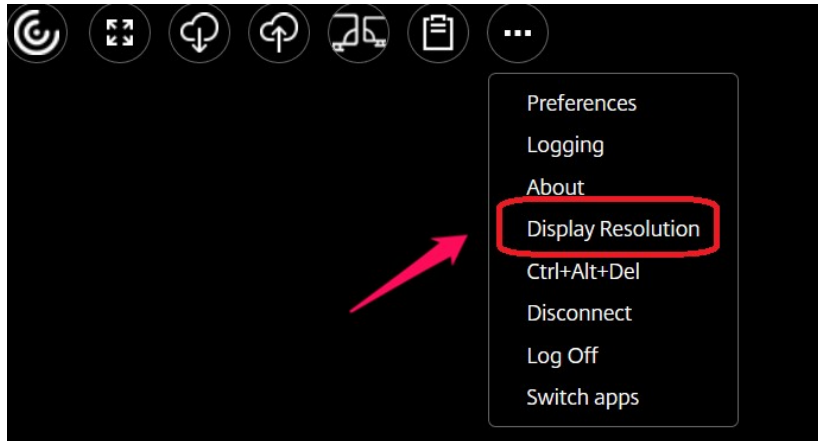 Preferences
Logging
About
Display Resolution
Ctrl+Alt+Del
Disconnect
Log Off
Switch apps